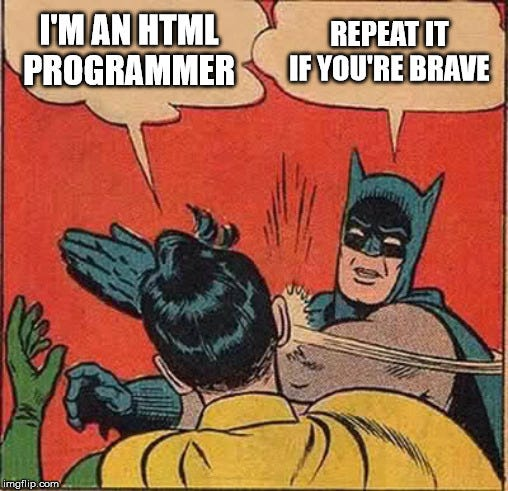 I'M AN HTML
PROGRAMMER
REPEAT IT
IF YOU'RE BRAVE
imgflip.com